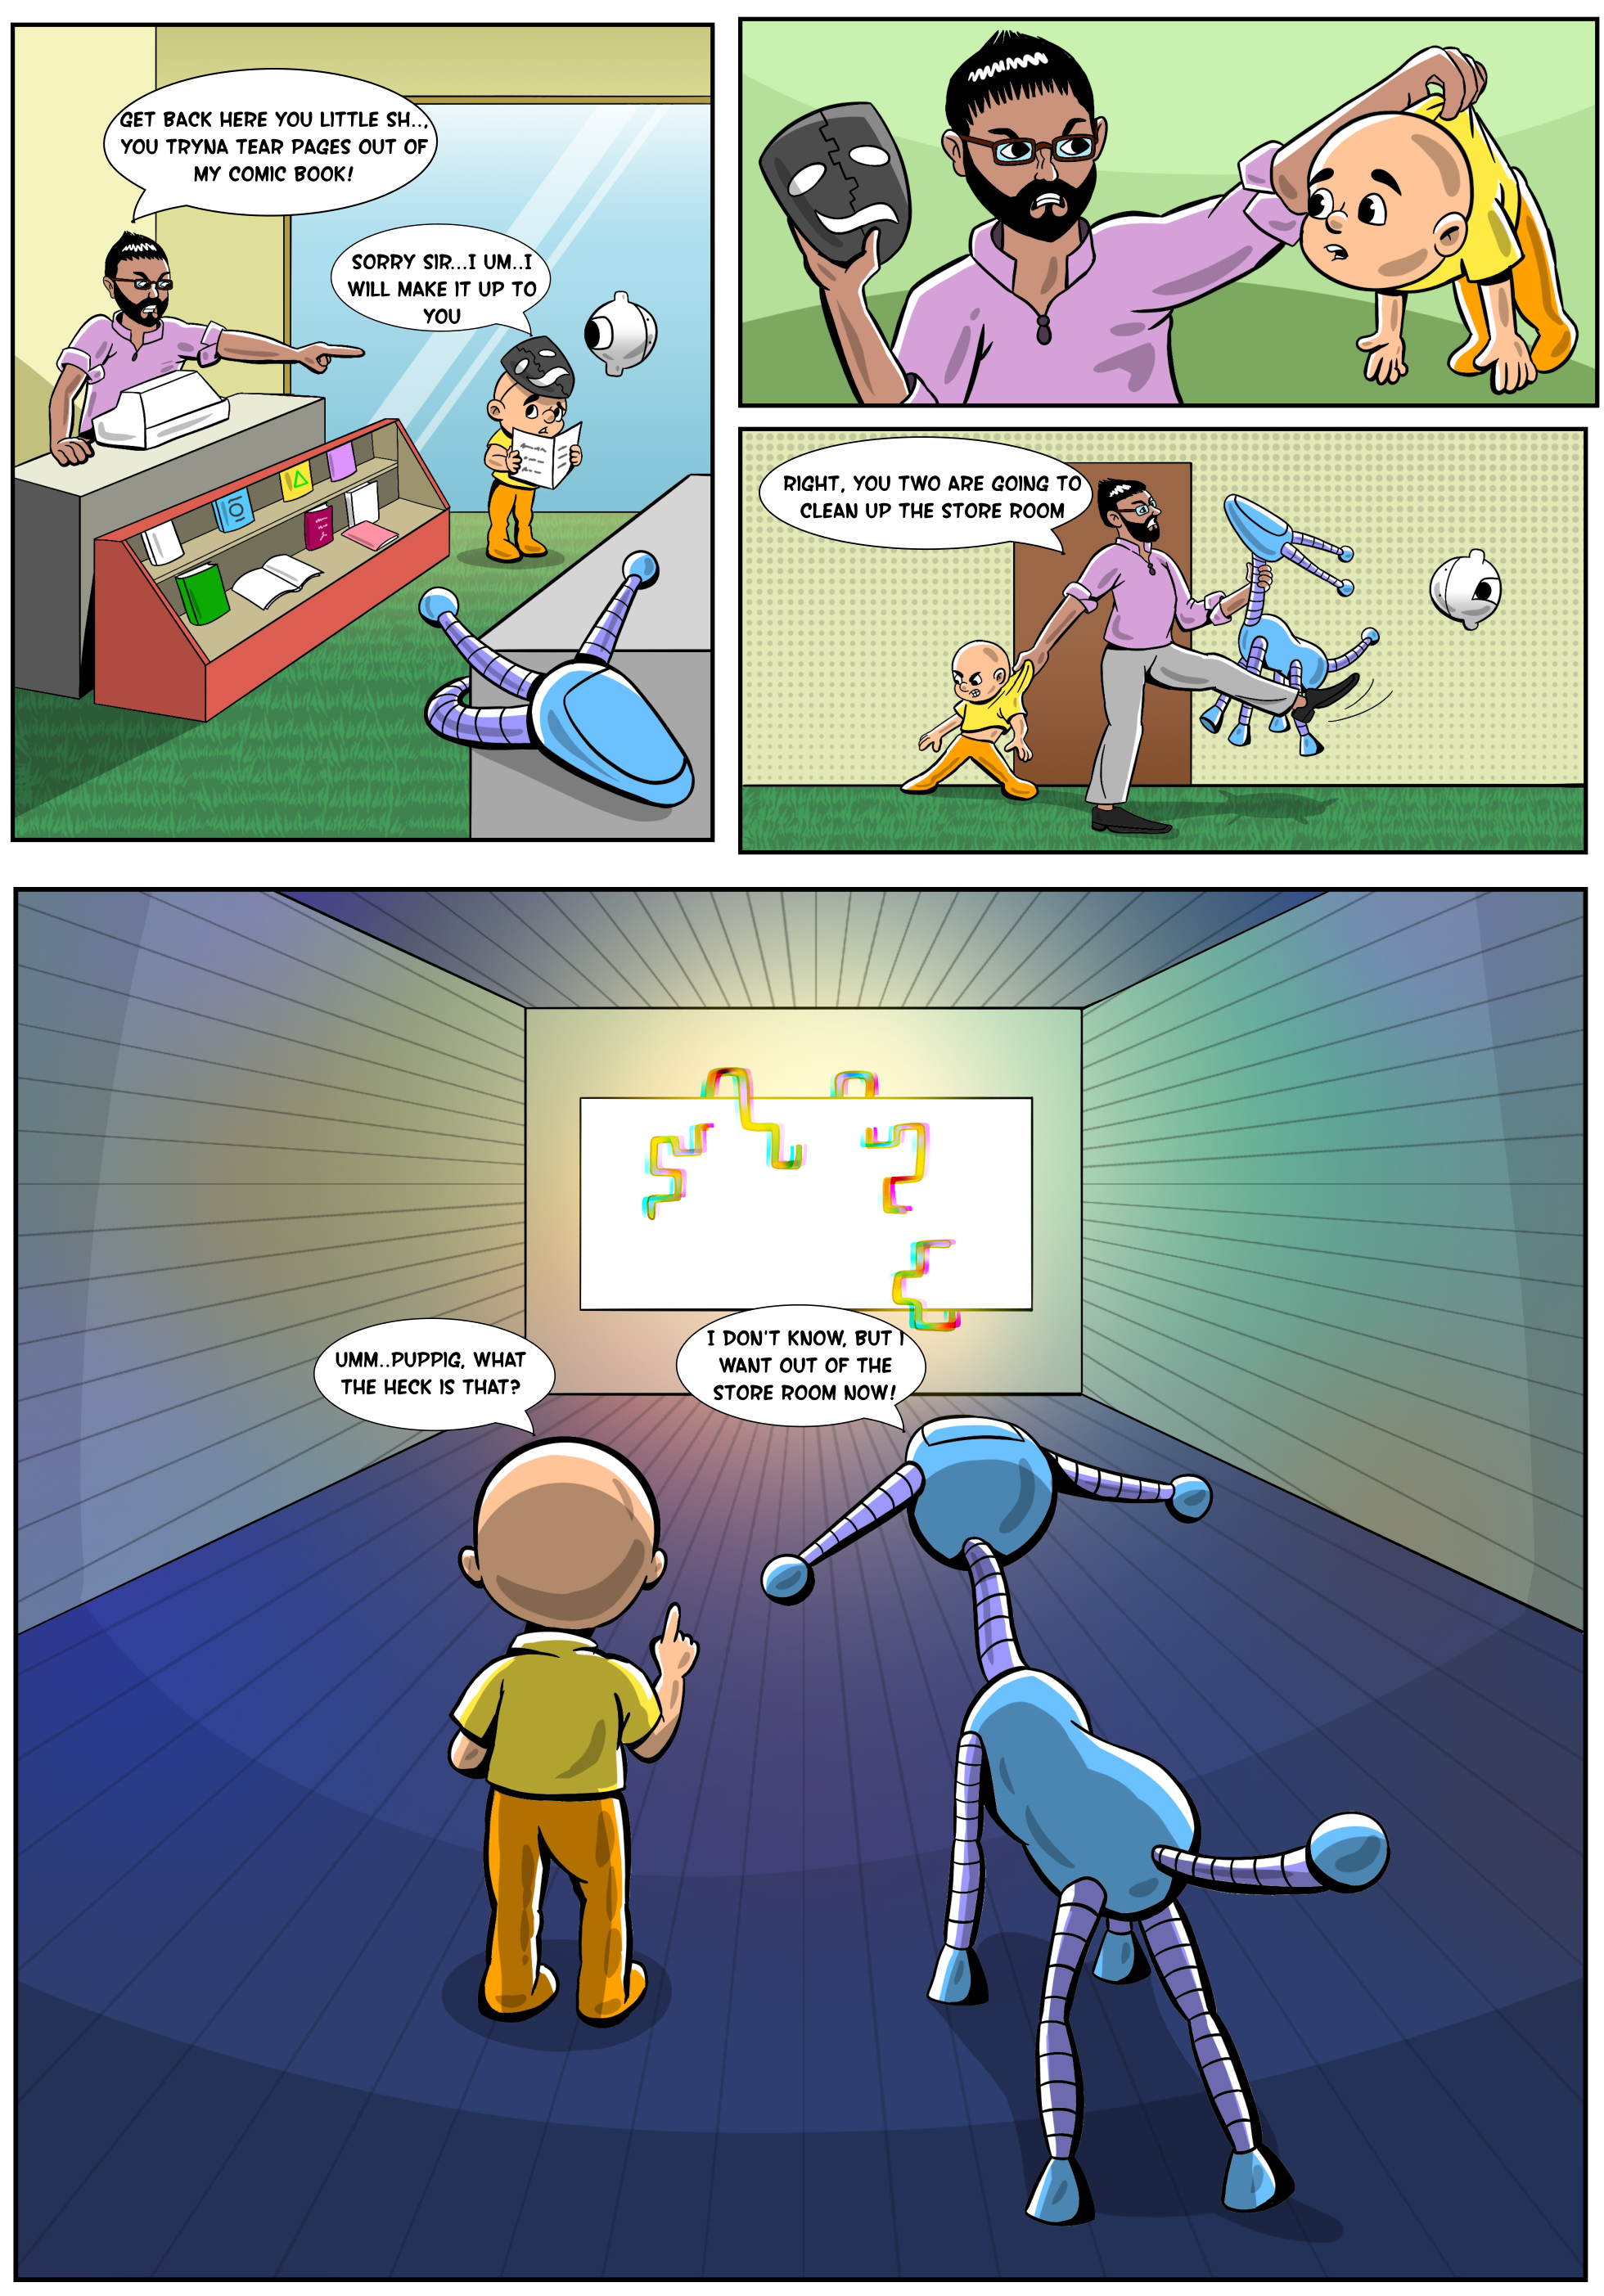 GET BACK HERE YOU LITTLE SH..,
YOU TRYNA TEAR PAGES OUT OF
MY COMIC BOOK!
SORRY SIR...I UM..I
WILL MAKE IT UP TO
YOU
RIGHT, YOU TWO ARE GOING TO
CLEAN UP THE STORE ROOM
UMM..PUPPIG, WHAT
THE HECK IS THAT?
I DON'T KNOW, BUT I
WANT OUT OF THE
STORE ROOM NOW!